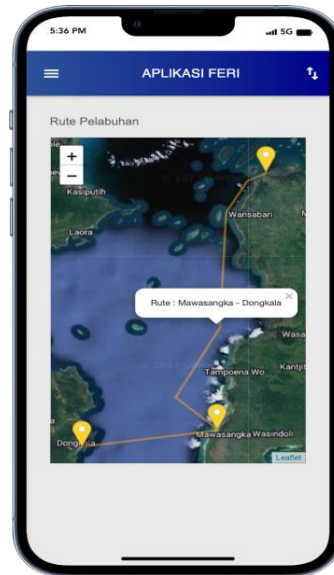 5:36 PM
5G
APLIKASI FERI
Rute Pelabuhan
+
−
Kasiputih
Wansabari
Laora
Rute : Mawasangka - Dongkala
×
Wasa
Tampoena Wo
Kantjit
Mawasangka Wasindoli
Leaflet